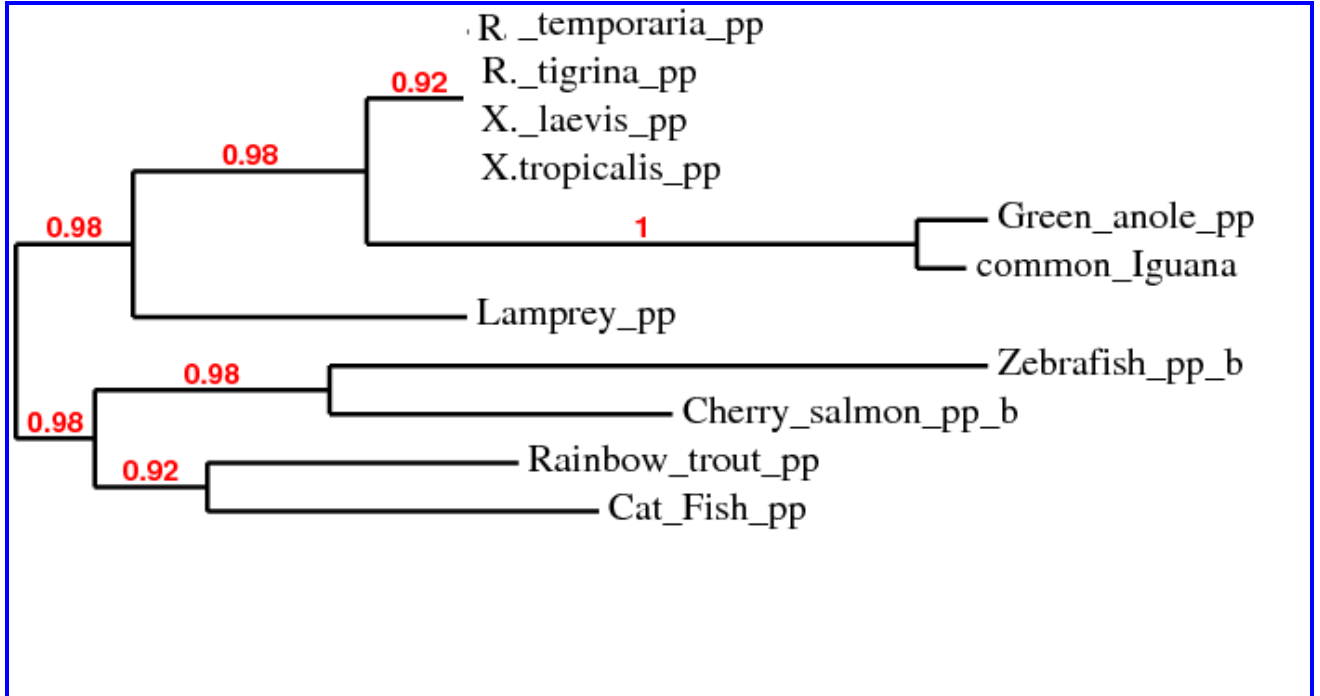 R. _temporaria_pp
0.92
R._tigrina_pp
X._laevis_pp
0.98
X.tropicalis_pp
0.98
1
Green_anole_pp
common_Iguana
Lamprey_pp
0.98
Zebrafish_pp_b
0.98
Cherry_salmon_pp_b
0.92
Rainbow_trout_pp
Cat_Fish_pp